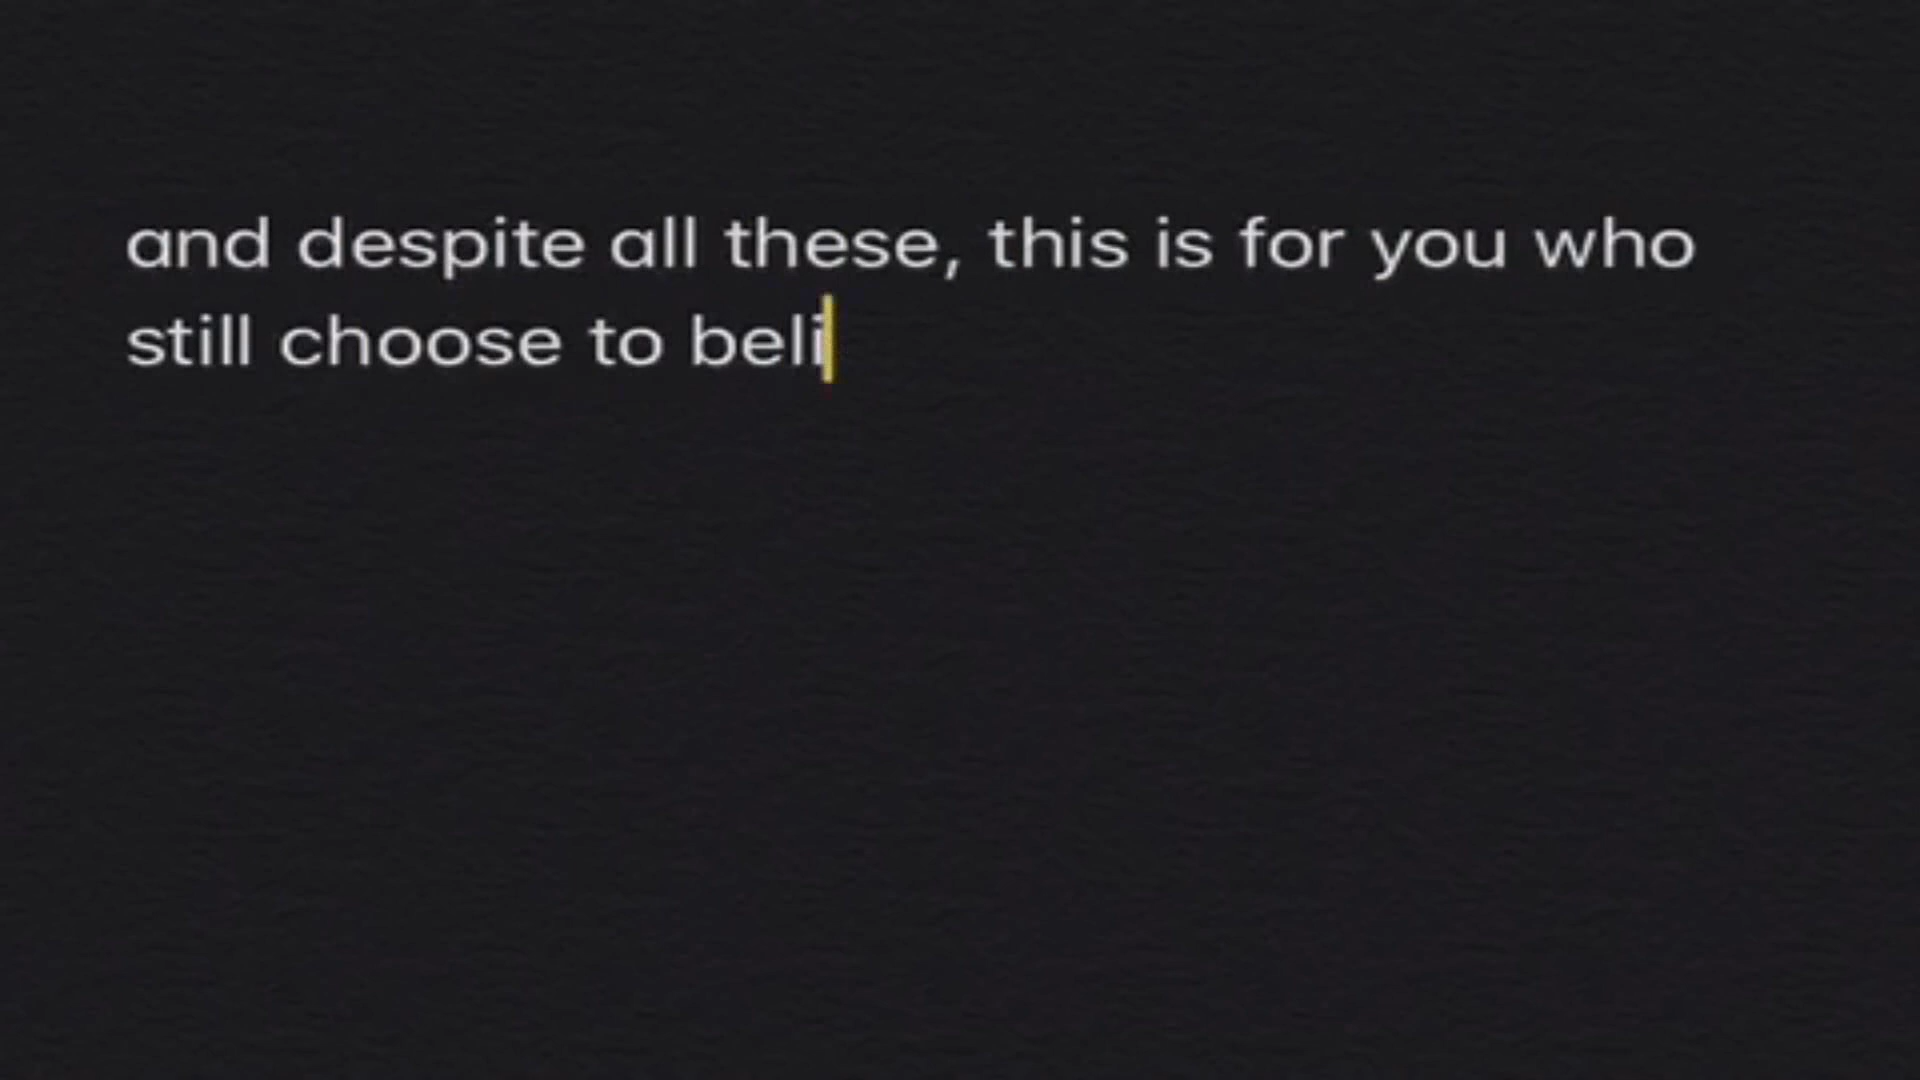 and despite all these, this is for you who
still choose to beli